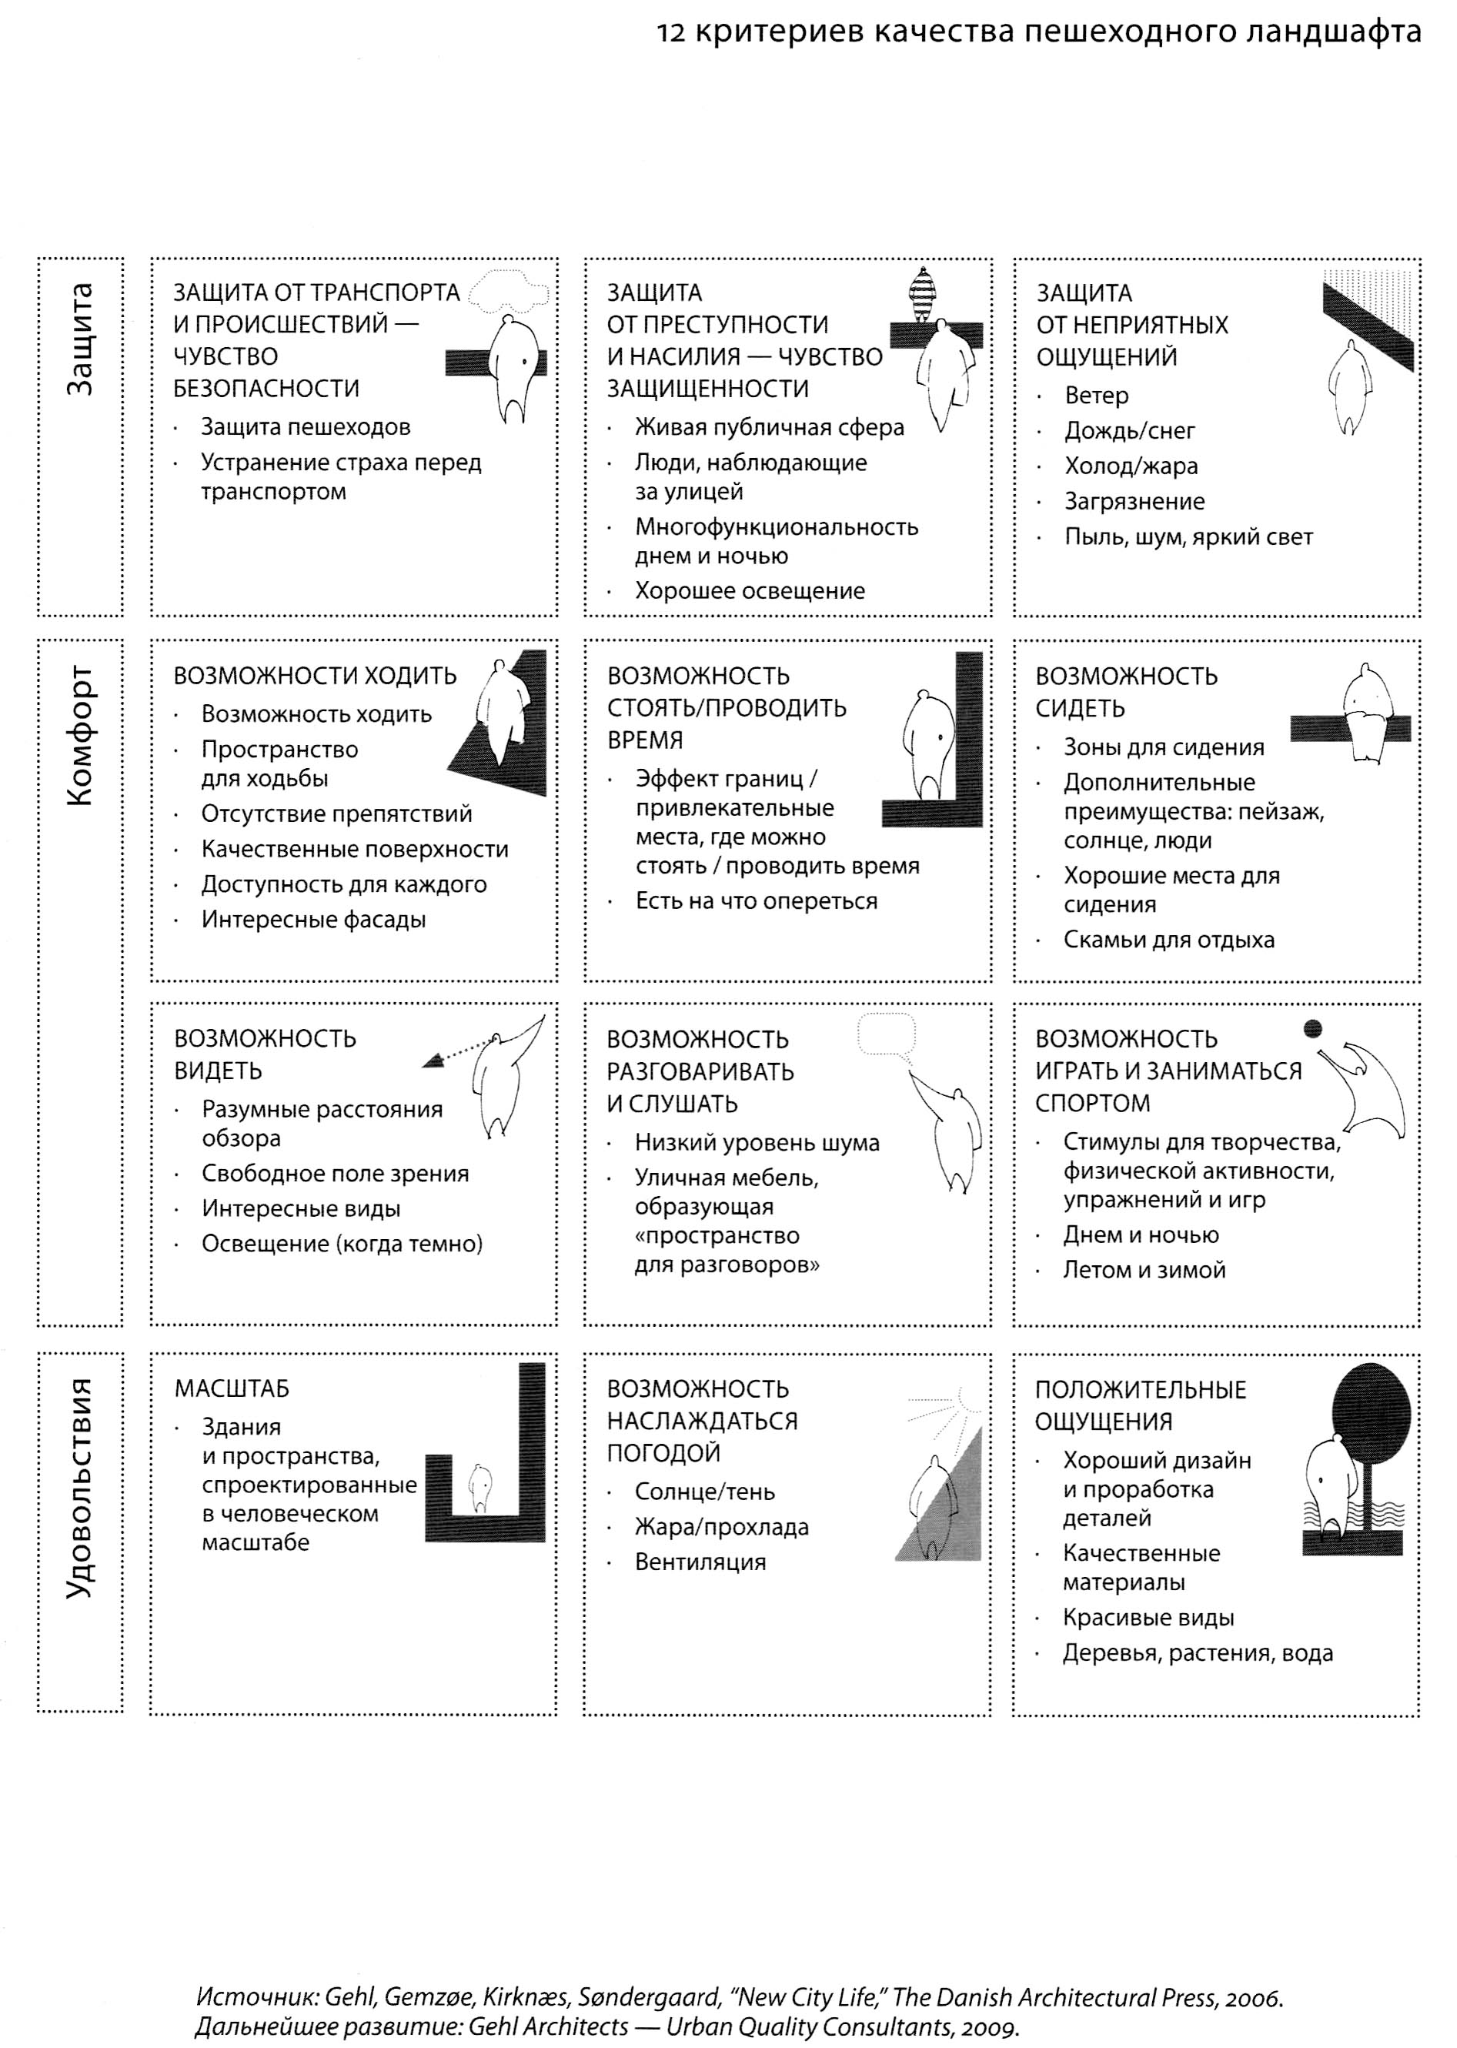 12 критериев качества пешеходного ландшафта
Защита
ЗАЩИТА ОТ ТРАНСПОРТА
И ПРОИСШЕСТВИЙ —
ЧУВСТВО
БЕЗОПАСНОСТИ
· Защита пешеходов
· Устранение страха перед
транспортом
ЗАЩИТА
ОТ ПРЕСТУПНОСТИ
И НАСИЛИЯ — ЧУВСТВО
ЗАЩИЩЕННОСТИ
· Живая публичная сфера
· Люди, наблюдающие
за улицей
· Многофункциональность
днем и ночью
· Хорошее освещение
ЗАЩИТА
ОТ НЕПРИЯТНЫХ
ОЩУЩЕНИЙ
· Ветер
· Дождь/снег
· Холод/жара
· Загрязнение
· Пыль, шум, яркий свет
Комфорт
ВОЗМОЖНОСТИ ХОДИТЬ
· Возможность ходить
· Пространство
для ходьбы
· Отсутствие препятствий
· Качественные поверхности
· Доступность для каждого
· Интересные фасады
ВОЗМОЖНОСТЬ
СТОЯТЬ/ПРОВОДИТЬ
ВРЕМЯ
· Эффект границ /
привлекательные
места, где можно
стоять / проводить время
· Есть на что опереться
ВОЗМОЖНОСТЬ
СИДЕТЬ
· Зоны для сидения
· Дополнительные
преимущества: пейзаж,
солнце, люди
· Хорошие места для
сидения
· Скамьи для отдыха
ВОЗМОЖНОСТЬ
ВИДЕТЬ
· Разумные расстояния
обзора
· Свободное поле зрения
· Интересные виды
· Освещение (когда темно)
ВОЗМОЖНОСТЬ
РАЗГОВАРИВАТЬ
И СЛУШАТЬ
· Низкий уровень шума
· Уличная мебель,
образующая
«пространство
для разговоров»
ВОЗМОЖНОСТЬ
ИГРАТЬ И ЗАНИМАТЬСЯ
СПОРТОМ
· Стимулы для творчества,
физической активности,
упражнений и игр
· Днем и ночью
· Летом и зимой
Удовольствия
МАСШТАБ
· Здания
и пространства,
спроектированные
в человеческом
масштабе
ВОЗМОЖНОСТЬ
НАСЛАЖДАТЬСЯ
ПОГОДОЙ
· Солнце/тень
· Жара/прохлада
· Вентиляция
ПОЛОЖИТЕЛЬНЫЕ
ОЩУЩЕНИЯ
· Хороший дизайн
и проработка
деталей
· Качественные
материалы
· Красивые виды
· Деревья, растения, вода
Источник: Gehl, Gemzøe, Kirknæs, Søndergaard, “New City Life,” The Danish Architectural Press, 2006.
Дальнейшее развитие: Gehl Architects — Urban Quality Consultants, 2009.